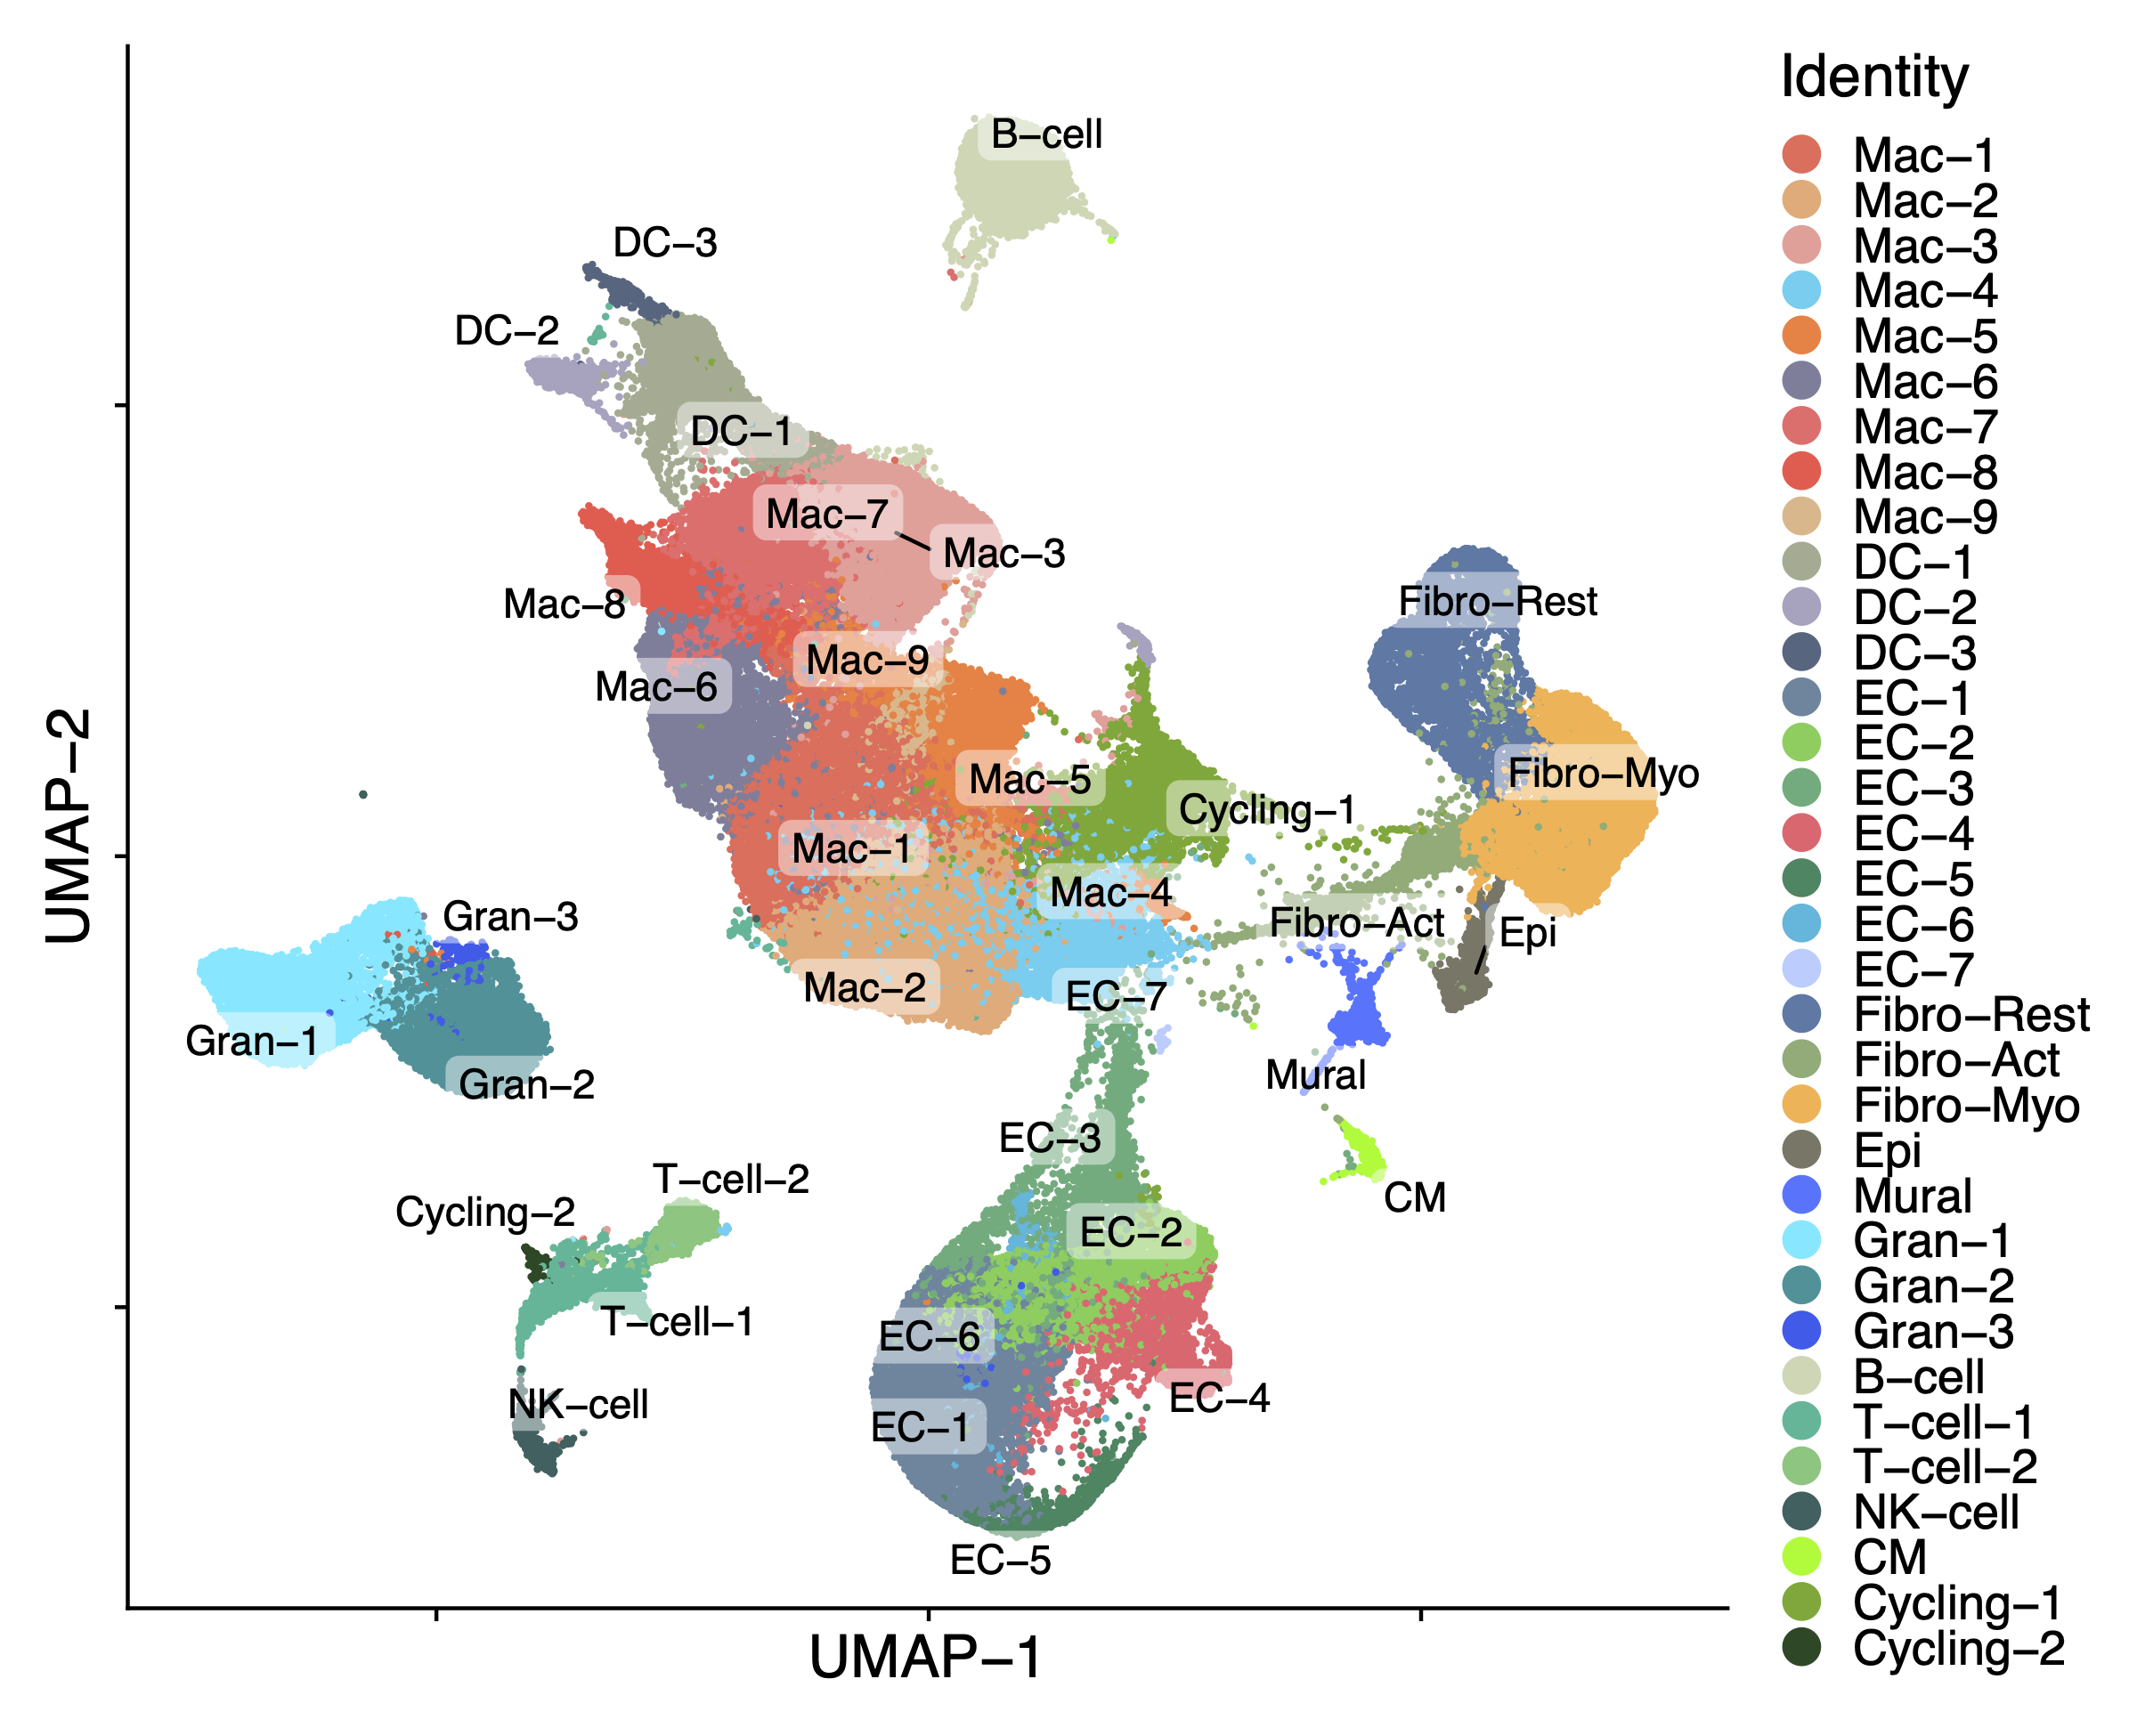 Identity
B−cell
Mac−1
Mac−2
DC−3
Mac−3
Mac−4
DC−2
Mac−5
Mac−6
DC−1
Mac−7
Mac−8
Mac−7
Mac−9
Mac−3
DC−1
Mac−8
Fibro−Rest
DC−2
Mac−9
DC−3
Mac−6
EC−1
EC−2
Mac−5
Fibro−Myo
EC−3
Cycling−1
EC−4
Mac−1
EC−5
Mac−4
EC−6
Gran−3
Fibro−Act
Epi
EC−7
Mac−2
EC−7
Fibro−Rest
Gran−1
Fibro−Act
Gran−2
Mural
Fibro−Myo
EC−3
Epi
T−cell−2
CM
Mural
Cycling−2
EC−2
Gran−1
Gran−2
T−cell−1
EC−6
Gran−3
B−cell
NK−cell
EC−4
EC−1
T−cell−1
T−cell−2
NK−cell
EC−5
CM
Cycling−1
Cycling−2
UMAP−1
UMAP−2